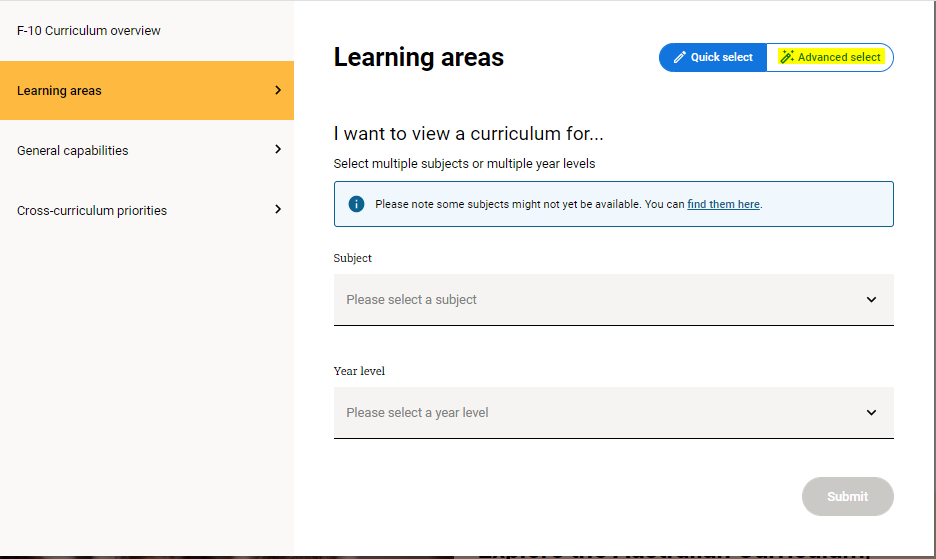 F-10 Curriculum overview
Learning areas
General capabilities
Cross-curriculum priorities
Learning areas
Quick select
Advanced select
I want to view a curriculum for...
Select multiple subjects or multiple year levels
Please note some subjects might not yet be available. You can find them here.
Subject
Please select a subject
Year level
Please select a year level
Submit